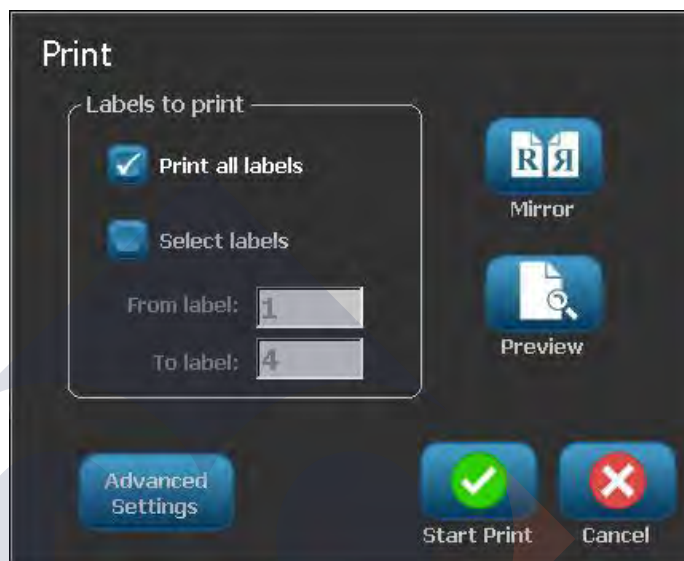 Print
Labels to print
Print all labels
Select labels
From label: 1
To label: 4
R R
Mirror
Preview
Advanced
Settings
Start Print
Cancel